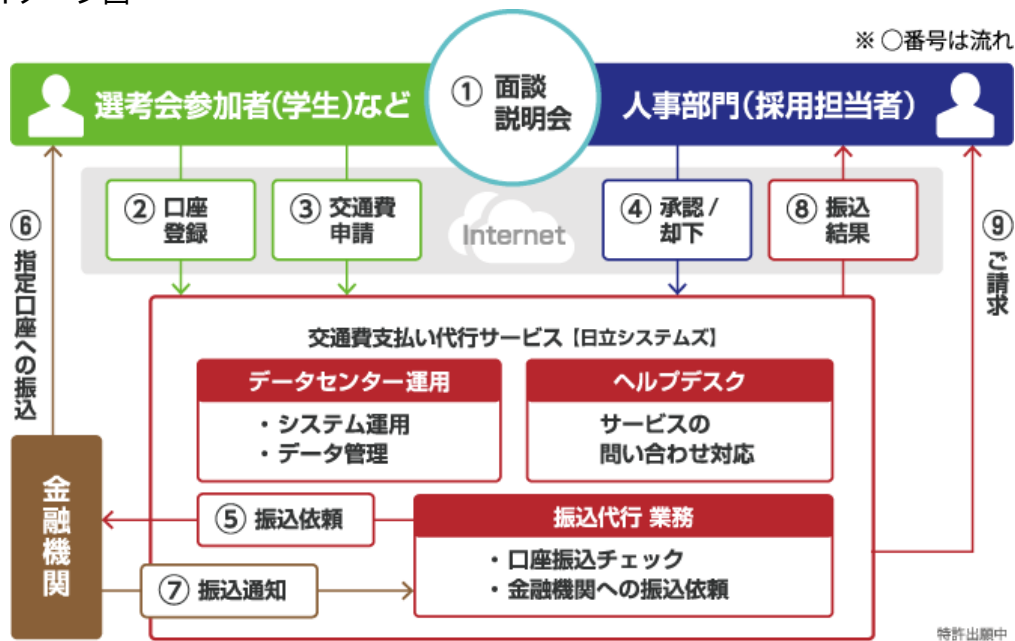 ※ ○番号は流れ
選考会参加者(学生)など
① 面談
説明会
人事部門(採用担当者)
② 口座
登録
③ 交通費
申請
Internet
④ 承認 /
却下
⑧ 振込
結果
⑥ 指定口座への振込
⑨ ご請求
交通費支払い代行サービス【日立システムズ】
データセンター運用
・システム運用
・データ管理
ヘルプデスク
サービスの
問い合わせ対応
金融機関
⑤ 振込依頼
振込代行 業務
・口座振込チェック
・金融機関への振込依頼
⑦ 振込通知
特許出願中